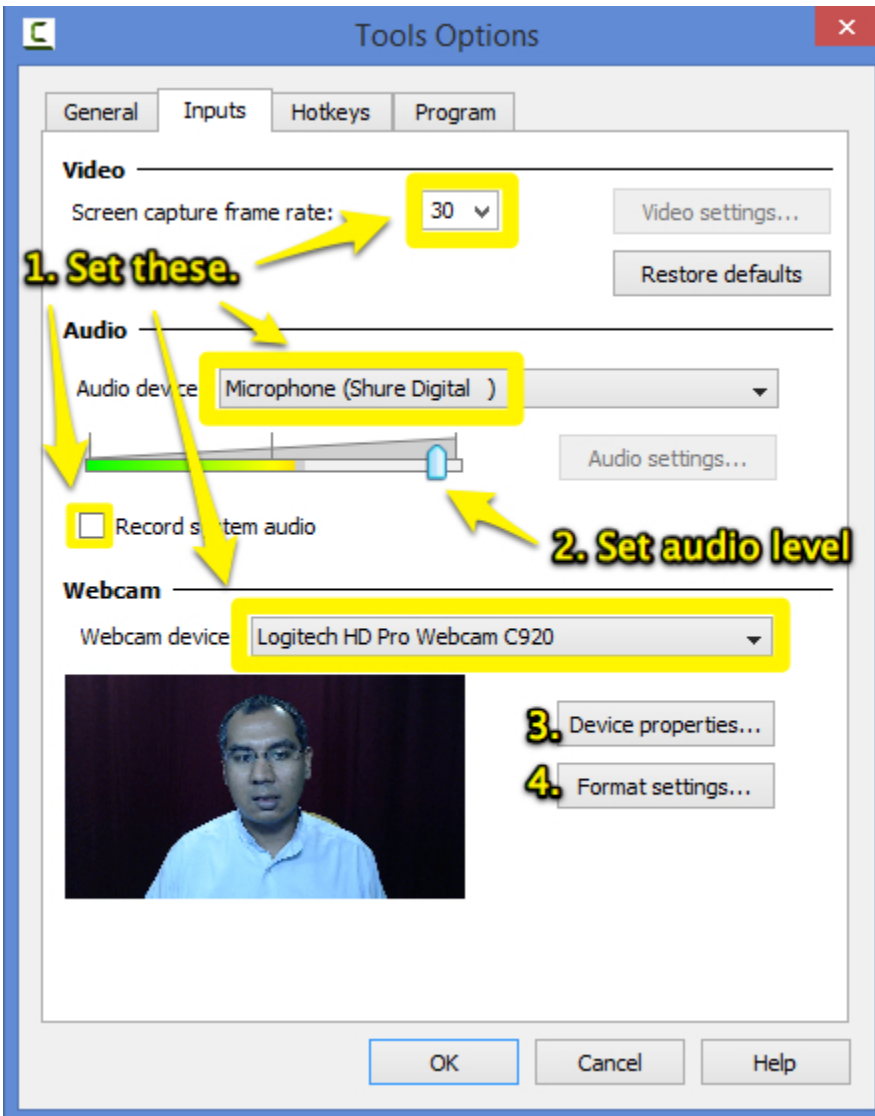 Tools Options
General Inputs Hotkeys Program
Video
Screen capture frame rate: 30 Video settings...
1. Set these. Restore defaults
Audio
Audio device Microphone (Shure Digital )
Audio settings...
Record system audio
2. Set audio level
Webcam
Webcam device Logitech HD Pro Webcam C920
3. Device properties...
4. Format settings...
OK Cancel Help